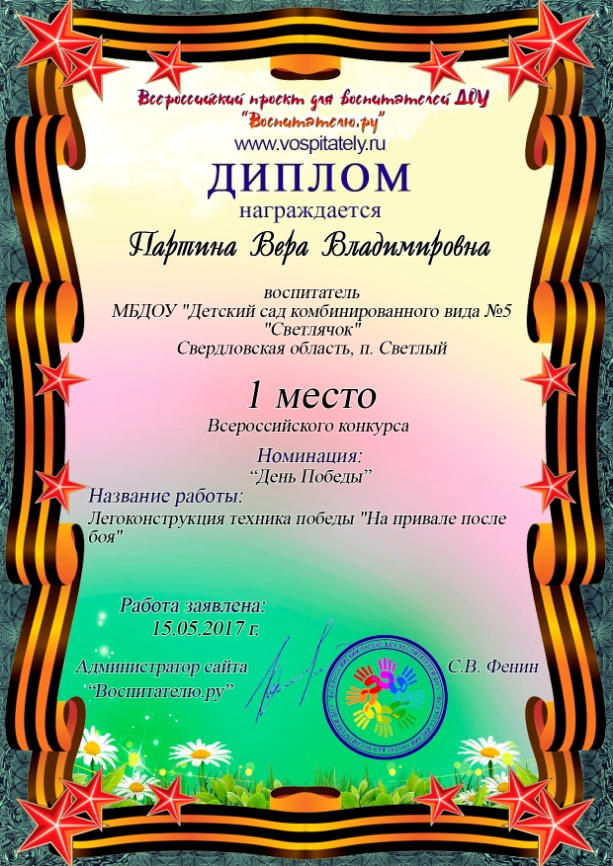 Всероссийский проект для воспитателей ДОУ
"Воспитателю.ру"
www.vospitately.ru
ДИПЛОМ
награждается
Партина Вера Владимировна
воспитатель
МБДОУ "Детский сад комбинированного вида №5
"Светлячок"
Свердловская область, п. Светлый
1 место
Всероссийского конкурса
Номинация:
“День Победы”
Название работы:
Легоконструкция техника победы "На привале после
боя"
Работа заявлена:
15.05.2017 г.
Администратор сайта
“Воспитателю.ру”
С.В. Фенин